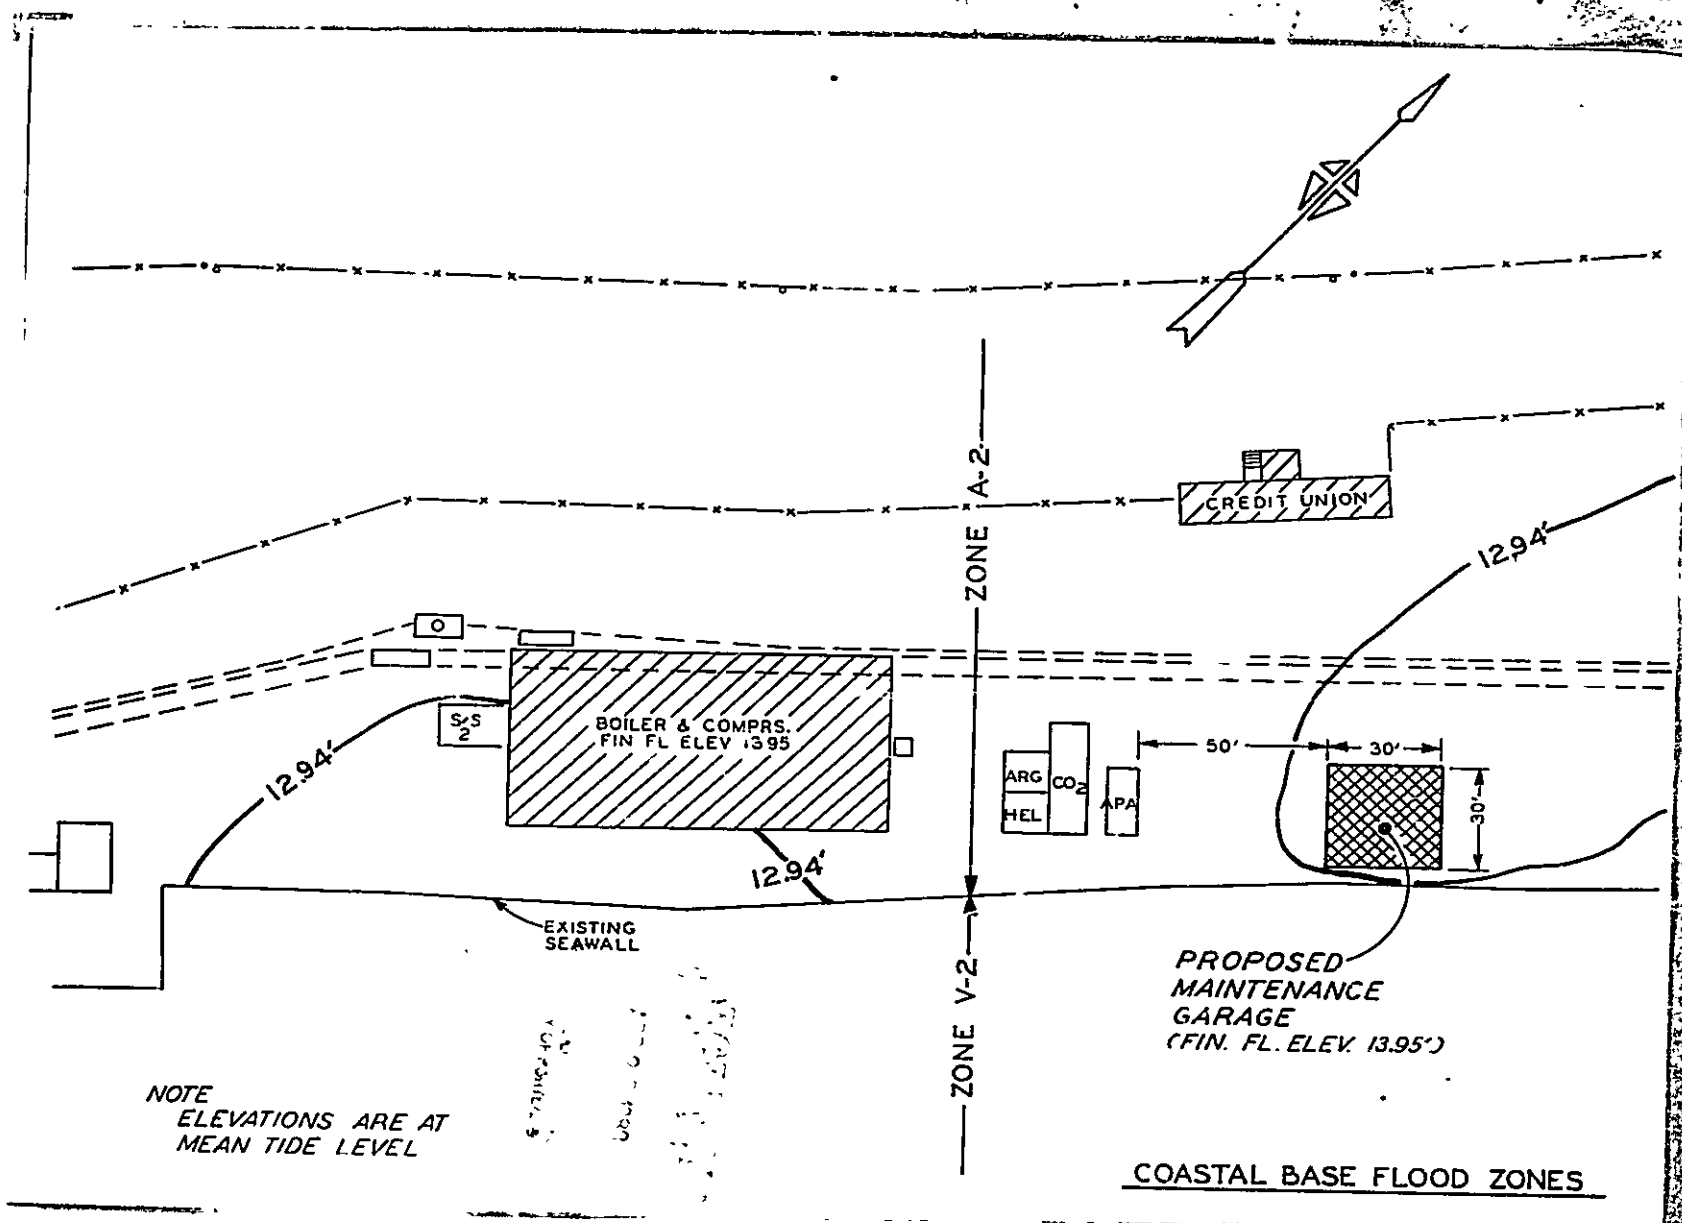 ZONE A-2
CREDIT UNION
12.94'
S/S
2
BOILER & COMPRS.
FIN FL ELEV 13.95
12.94'
ARG
HEL
CO2
APA
50'
30'
30'
12.94'
EXISTING
SEAWALL
ZONE V-2
PROPOSED
MAINTENANCE
GARAGE
(FIN. FL. ELEV. 13.95')
NOTE
ELEVATIONS ARE AT
MEAN TIDE LEVEL
COASTAL BASE FLOOD ZONES